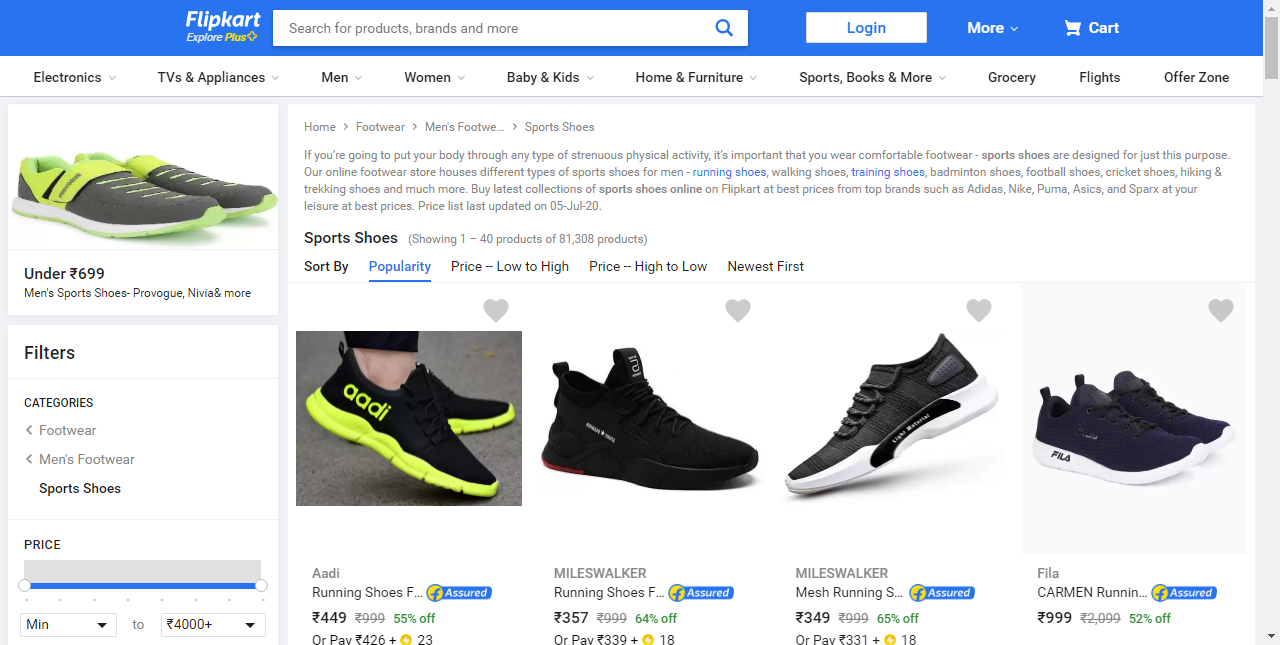 Flipkart
Explore Plus
Search for products, brands and more
Login
More
Cart
Electronics
TVs & Appliances
Men
Women
Baby & Kids
Home & Furniture
Sports, Books & More
Grocery
Flights
Offer Zone
PROVOGUE
Under ₹699
Men's Sports Shoes- Provogue, Nivia& more
Filters
CATEGORIES
Footwear
Men's Footwear
Sports Shoes
PRICE
Min to ₹4000+
Home > Footwear > Men's Footwe... > Sports Shoes
If you're going to put your body through any type of strenuous physical activity, it's important that you wear comfortable footwear - sports shoes are designed for just this purpose.
Our online footwear store houses different types of sports shoes for men - running shoes, walking shoes, training shoes, badminton shoes, football shoes, cricket shoes, hiking &
trekking shoes and much more. Buy latest collections of sports shoes online on Flipkart at best prices from top brands such as Adidas, Nike, Puma, Asics, and Sparx at your
leisure at best prices. Price list last updated on 05-Jul-20.
Sports Shoes (Showing 1 – 40 products of 81,308 products)
Sort By Popularity Price -- Low to High Price -- High to Low Newest First
aadi
Light Material
FILA
Aadi
Running Shoes F... Assured
₹449 ₹999 55% off
Or Pay ₹426 + 23
MILESWALKER
Running Shoes F... Assured
₹357 ₹999 64% off
Or Pay ₹339 + 18
MILESWALKER
Mesh Running S... Assured
₹349 ₹999 65% off
Or Pay ₹331 + 18
Fila
CARMEN Runnin... Assured
₹999 ₹2,099 52% off